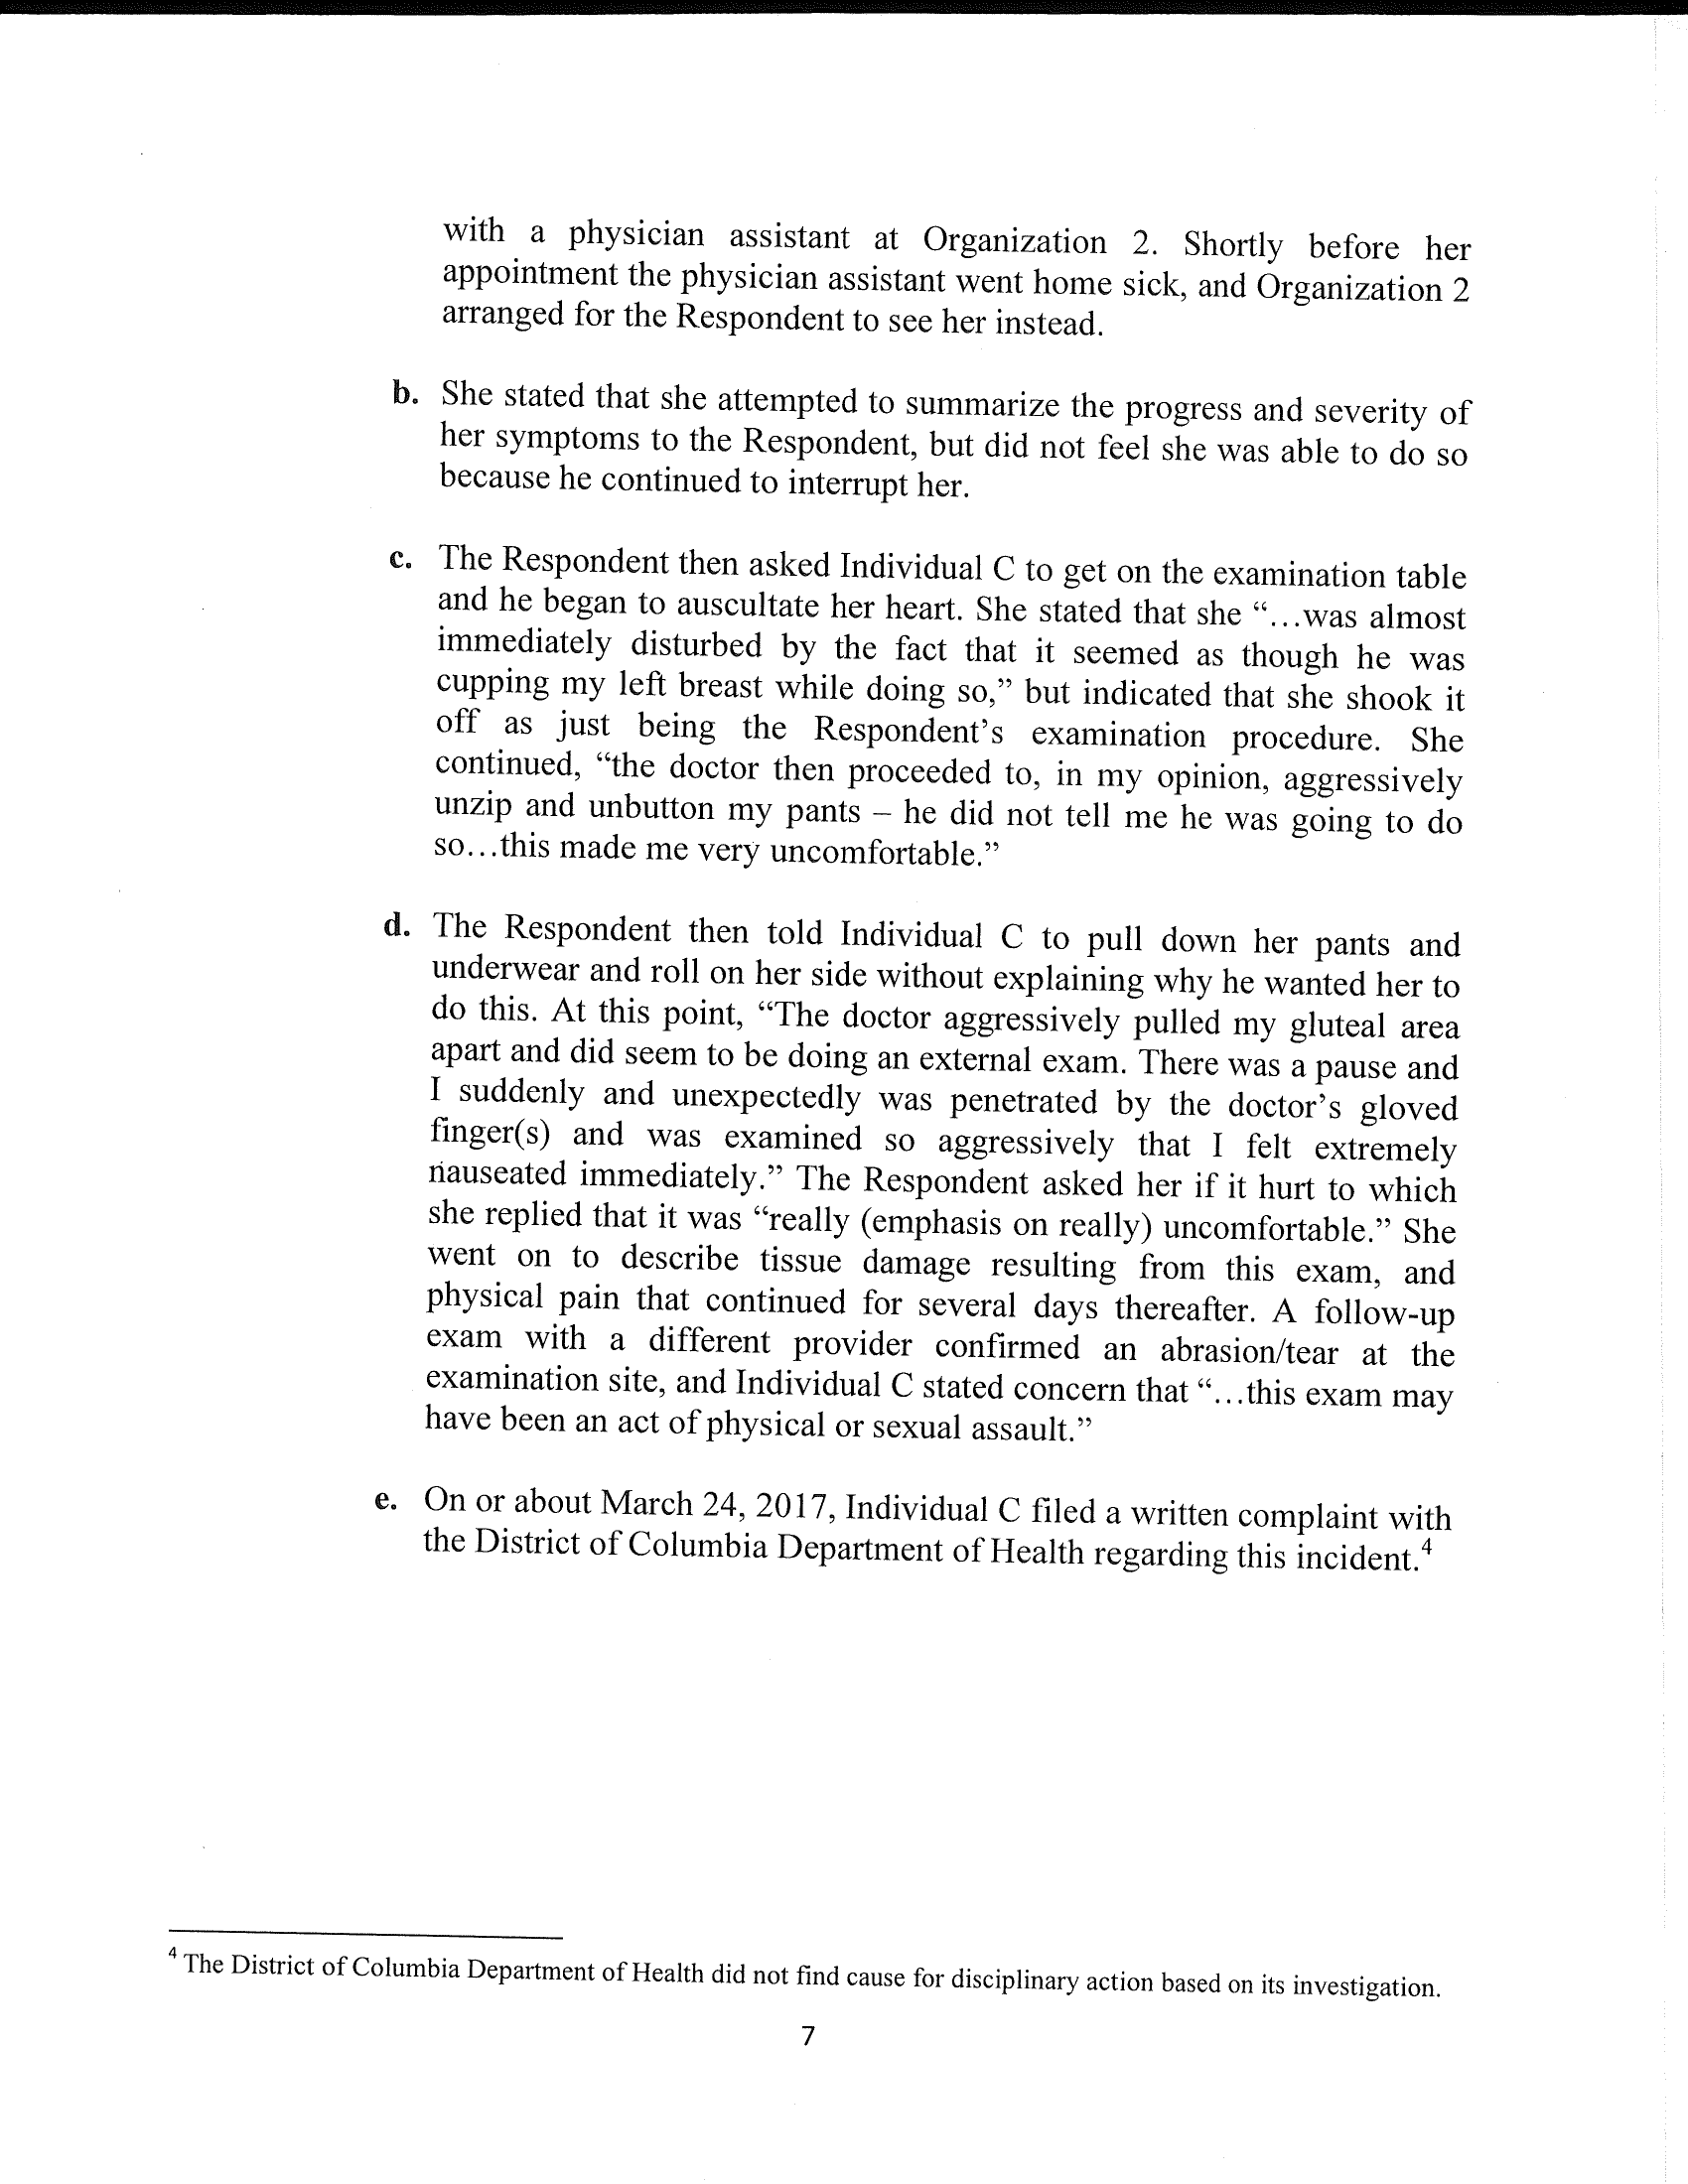 with a physician assistant at Organization 2. Shortly before her
appointment the physician assistant went home sick, and Organization 2
arranged for the Respondent to see her instead.
b. She stated that she attempted to summarize the progress and severity of
her symptoms to the Respondent, but did not feel she was able to do so
because he continued to interrupt her.
c. The Respondent then asked Individual C to get on the examination table
and he began to auscultate her heart. She stated that she “…was almost
immediately disturbed by the fact that it seemed as though he was
cupping my left breast while doing so,” but indicated that she shook it
off as just being the Respondent’s examination procedure. She
continued, “the doctor then proceeded to, in my opinion, aggressively
unzip and unbutton my pants – he did not tell me he was going to do
so…this made me very uncomfortable.”
d. The Respondent then told Individual C to pull down her pants and
underwear and roll on her side without explaining why he wanted her to
do this. At this point, “The doctor aggressively pulled my gluteal area
apart and did seem to be doing an external exam. There was a pause and
I suddenly and unexpectedly was penetrated by the doctor’s gloved
finger(s) and was examined so aggressively that I felt extremely
nauseated immediately.” The Respondent asked her if it hurt to which
she replied that it was “really (emphasis on really) uncomfortable.” She
went on to describe tissue damage resulting from this exam, and
physical pain that continued for several days thereafter. A follow-up
exam with a different provider confirmed an abrasion/tear at the
examination site, and Individual C stated concern that “…this exam may
have been an act of physical or sexual assault.”
e. On or about March 24, 2017, Individual C filed a written complaint with
the District of Columbia Department of Health regarding this incident.4
4 The District of Columbia Department of Health did not find cause for disciplinary action based on its investigation.
7